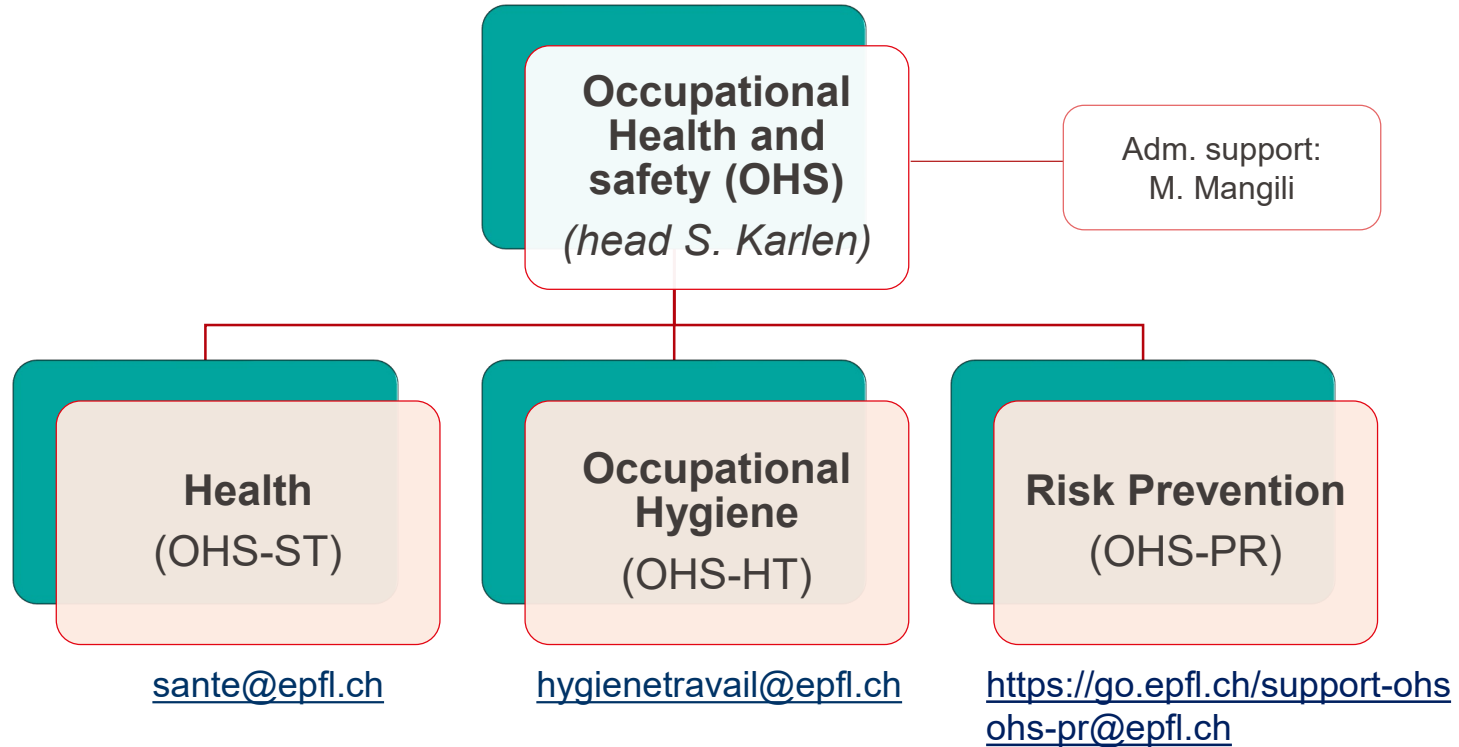 Occupational
Health and
safety (OHS)
(head S. Karlen)
Adm. support:
M. Mangili
Health
(OHS-ST)
Occupational
Hygiene
(OHS-HT)
Risk Prevention
(OHS-PR)
sante@epfl.ch
hygienetravail@epfl.ch
https://go.epfl.ch/support-ohs
ohs-pr@epfl.ch